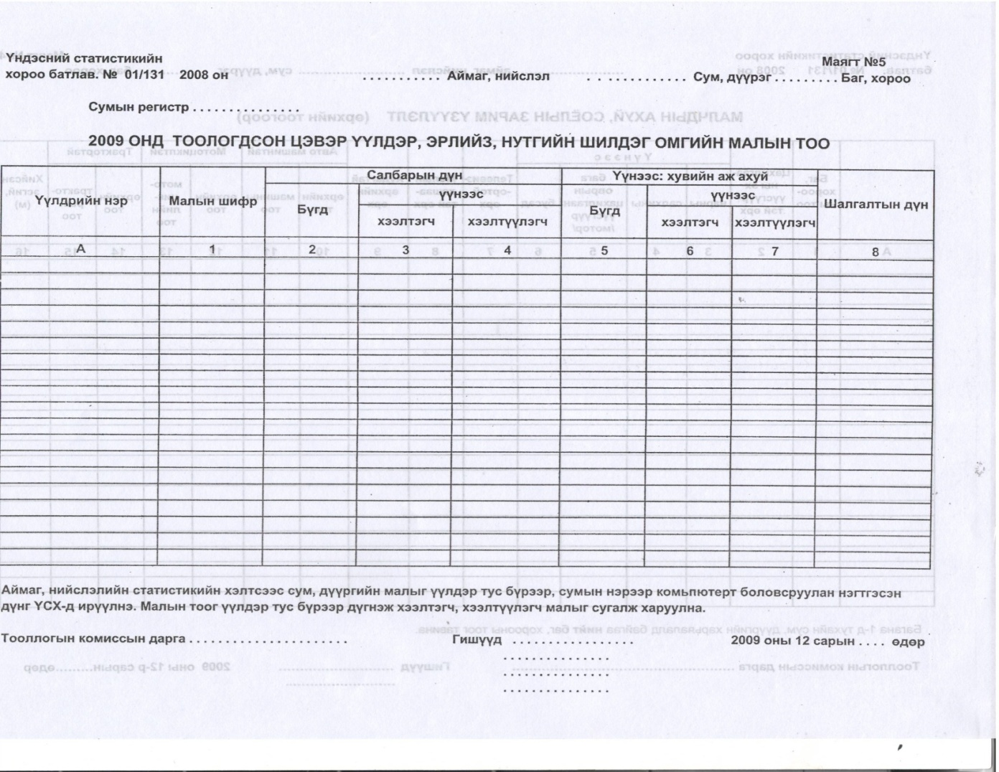 Үндэсний статистикийн
хороо батлав. № 01/131 2008 он
Маягт №5
. . . . . . . . . . Аймаг, нийслэл . . . . . . . . . . . . Сум, дүүрэг . . . . . . . . . Баг, хороо
Сумын регистр . . . . . . . . . . . . . . .
2009 ОНД ТООЛОГДСОН ЦЭВЭР ҮҮЛДЭР, ЭРЛИЙЗ, НУТГИЙН ШИЛДЭГ ОМГИЙН МАЛЫН ТОО
Үүлдрийн нэр
Малын шифр
Салбарын дүн
Бүгд
үүнээс
хээлтэгч
хээлтүүлэгч
Үүнээс: хувийн аж ахуй
Бүгд
үүнээс
хээлтэгч
хээлтүүлэгч
Шалгалтын дүн
А 1 2 3 4 5 6 7 8
Аймаг, нийслэлийн статистикийн хэлтсээс сум, дүүргийн малыг үүлдэр тус бүрээр, сумын нэрээр комьпютерт боловсруулан нэгтгэсэн
дүнг ҮСХ-д ирүүлнэ. Малын тоог үүлдэр тус бүрээр дүгнэж хээлтэгч, хээлтүүлэгч малыг сугалж харуулна.
Тооллогын комиссын дарга . . . . . . . . . . . . . . . . . . . . . Гишүүд . . . . . . . . . . . . . . . . 2009 оны 12 сарын . . . . өдөр
. . . . . . . . . . . . . . .
. . . . . . . . . . . . . . .
. . . . . . . . . . . . . . .